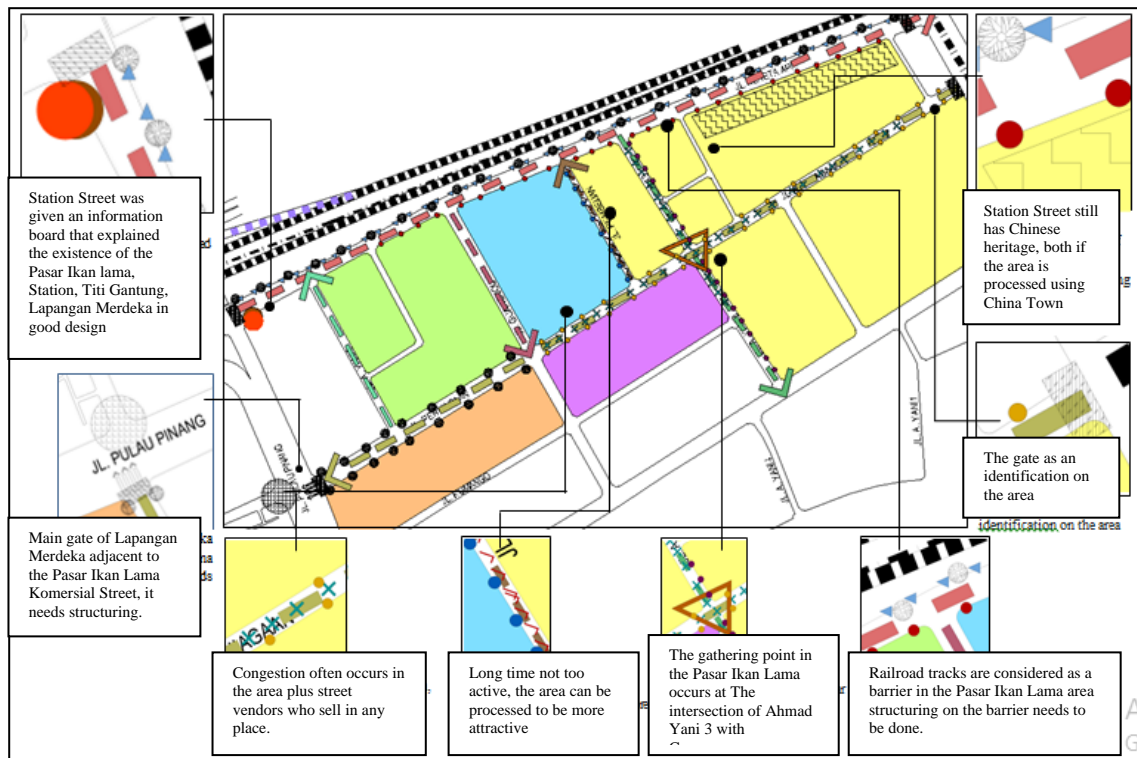 Station Street was
given an information
board that explained
the existence of the
Pasar Ikan lama,
Station, Titi Gantung,
Lapangan Merdeka in
good design
JL. PULAU PINANG
Main gate of Lapangan
Merdeka adjacent to
the Pasar Ikan Lama
Komersial Street, it
needs structuring.
JL.A.YANI1
Station Street still
has Chinese
heritage, both if
the area is
processed using
China Town
The gate as an
identification on
the area
identification on the area
Congestion often occurs in
the area plus street
vendors who sell in any
place.
Long time not too
active, the area can be
processed to be more
attractive
The gathering point in
the Pasar Ikan Lama
occurs at The
intersection of Ahmad
Yani 3 with
Railroad tracks are considered as a
barrier in the Pasar Ikan Lama area
structuring on the barrier needs to
be done.